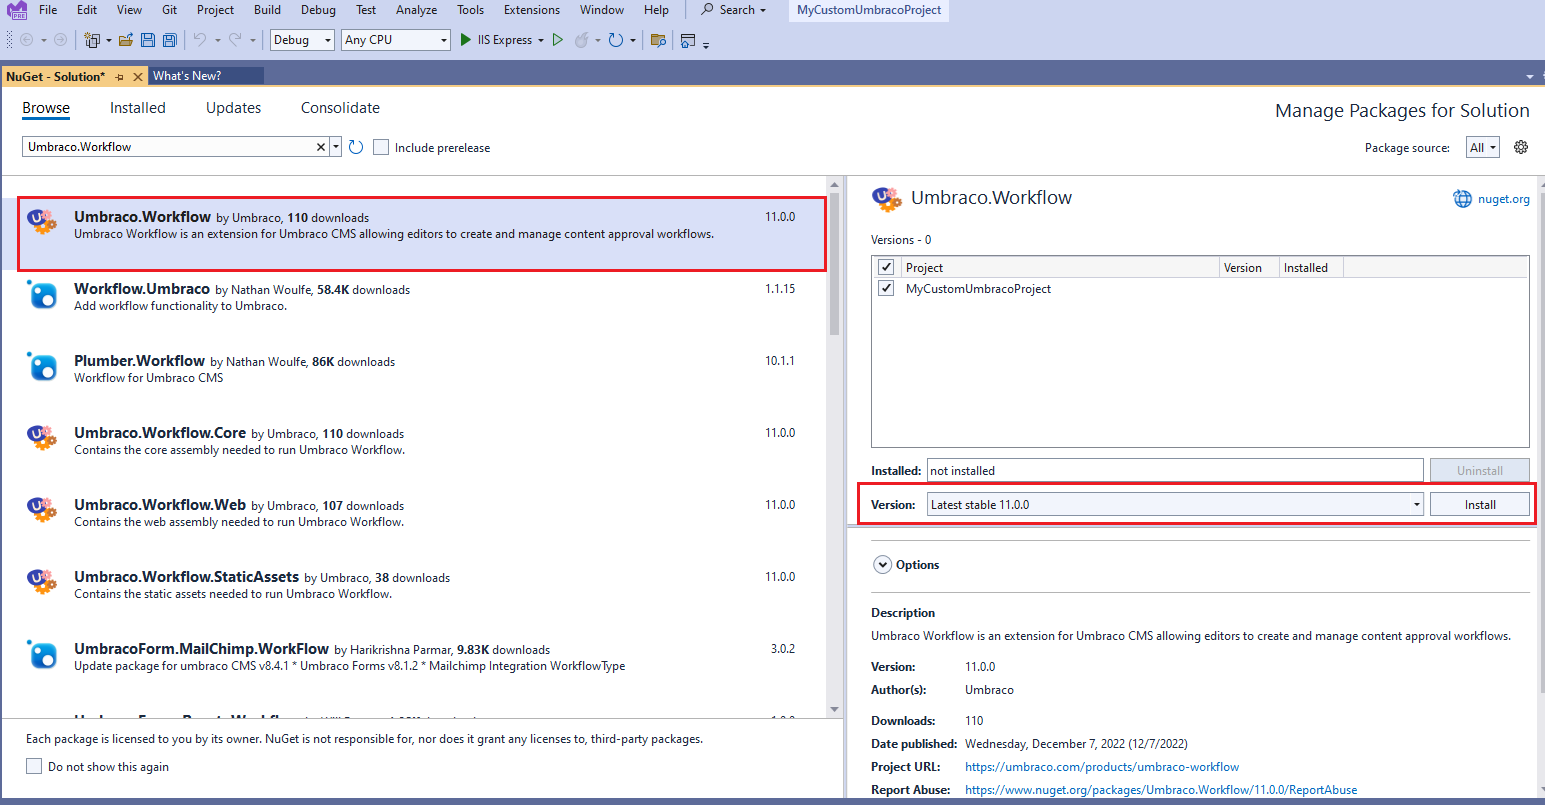 File Edit View Git Project Build Debug Test Analyze Tools Extensions Window Help Search MyCustomUmbracoProject
PRE
Debug Any CPU IIS Express
NuGet - Solution* What's New?
Browse Installed Updates Consolidate
Manage Packages for Solution
Umbraco.Workflow Include prerelease
Package source: All
Umbraco.Workflow by Umbraco, 110 downloads 11.0.0
Umbraco Workflow is an extension for Umbraco CMS allowing editors to create and manage content approval workflows.
Workflow.Umbraco by Nathan Woulfe, 58.4K downloads 1.1.15
Add workflow functionality to Umbraco.
Plumber.Workflow by Nathan Woulfe, 86K downloads 10.1.1
Workflow for Umbraco CMS
Umbraco.Workflow.Core by Umbraco, 110 downloads 11.0.0
Contains the core assembly needed to run Umbraco Workflow.
Umbraco.Workflow.Web by Umbraco, 107 downloads 11.0.0
Contains the web assembly needed to run Umbraco Workflow.
Umbraco.Workflow.StaticAssets by Umbraco, 38 downloads 11.0.0
Contains the static assets needed to run Umbraco Workflow.
UmbracoForm.MailChimp.WorkFlow by Harikrishna Parmar, 9.83K downloads 3.0.2
Update package for umbraco CMS v8.4.1 * Umbraco Forms v8.1.2 * Mailchimp Integration WorkflowType
Each package is licensed to you by its owner. NuGet is not responsible for, nor does it grant any licenses to, third-party packages.
Do not show this again
Umbraco.Workflow nuget.org
Versions - 0
Project Version Installed
MyCustomUmbracoProject
Installed: not installed Uninstall
Version: Latest stable 11.0.0 Install
Options
Description
Umbraco Workflow is an extension for Umbraco CMS allowing editors to create and manage content approval workflows.
Version: 11.0.0
Author(s): Umbraco
Downloads: 110
Date published: Wednesday, December 7, 2022 (12/7/2022)
Project URL: https://umbraco.com/products/umbraco-workflow
Report Abuse: https://www.nuget.org/packages/Umbraco.Workflow/11.0.0/ReportAbuse